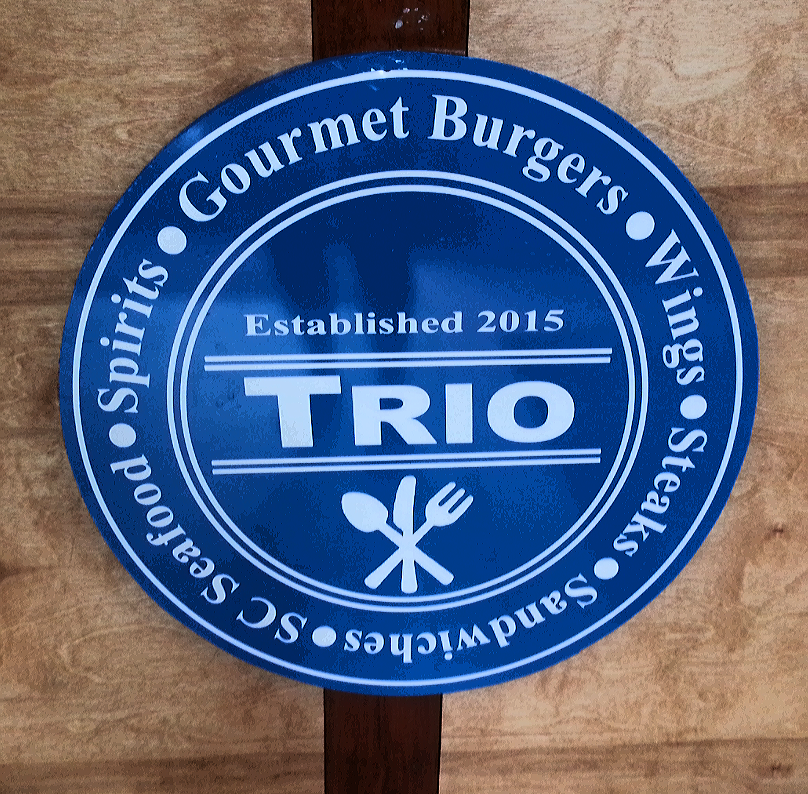 Gourmet Burgers • Wings • Steaks • Sandwiches • SC Seafood • Spirits •
Established 2015
TRIO